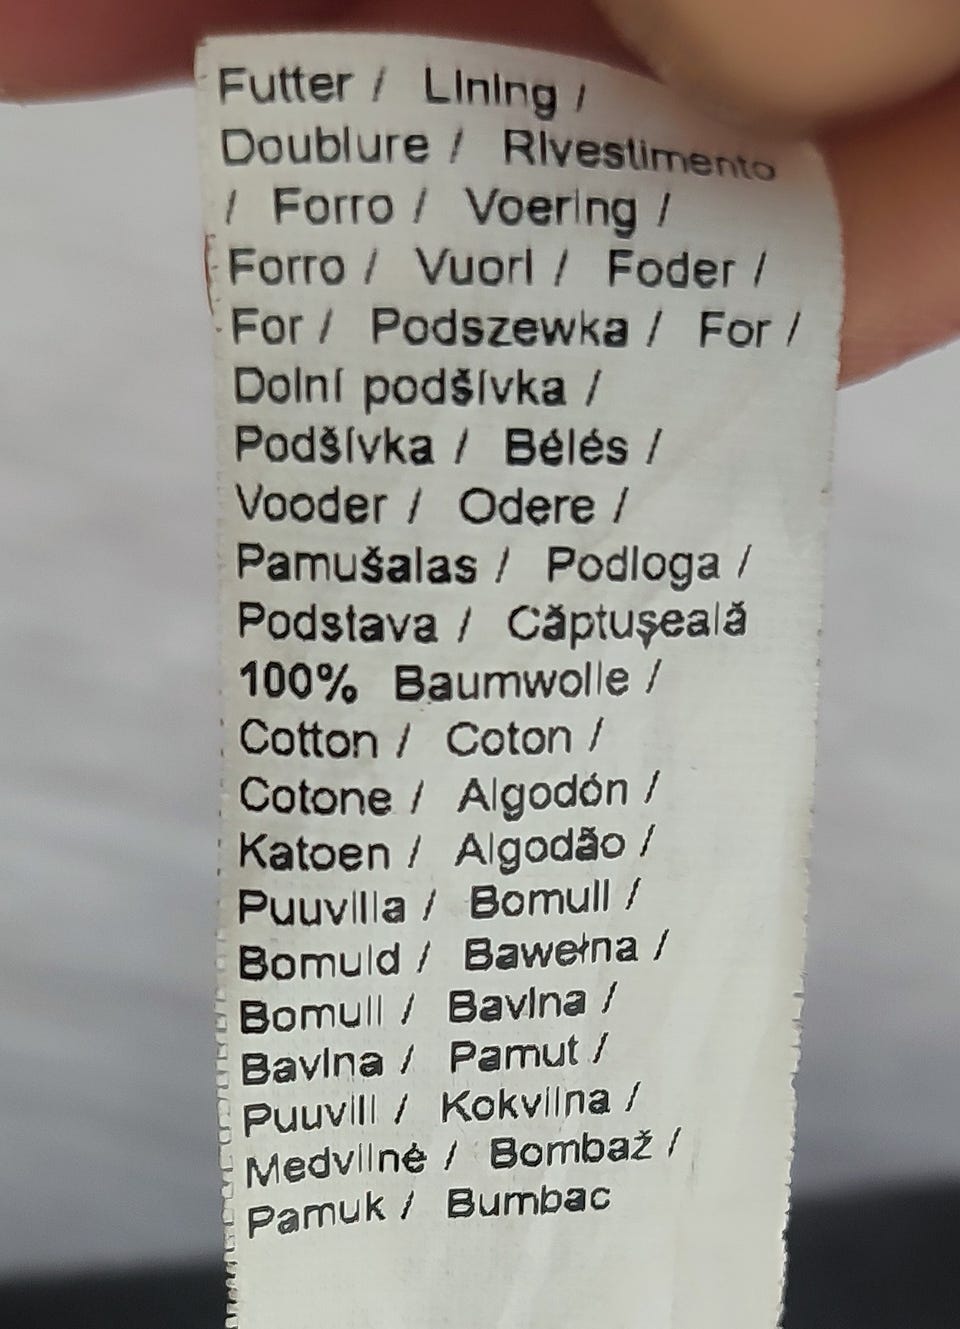 Futter / Lining /
Doublure / Rivestimento
/ Forro / Voering /
Forro / Vuori / Foder /
For / Podszewka / For /
Dolní podšívka /
Podšívka / Bélés /
Vooder / Odere /
Pamušalas / Podloga /
Podstava / Căptuşeală
100% Baumwolle /
Cotton / Coton /
Cotone / Algodón /
Katoen / Algodão /
Puuvilla / Bomull /
Bomuld / Bawełna /
Bomull / Bavlna /
Bavlna / Pamut /
Puuvill / Kokvilna /
Medvilnė / Bombaž /
Pamuk / Bumbac